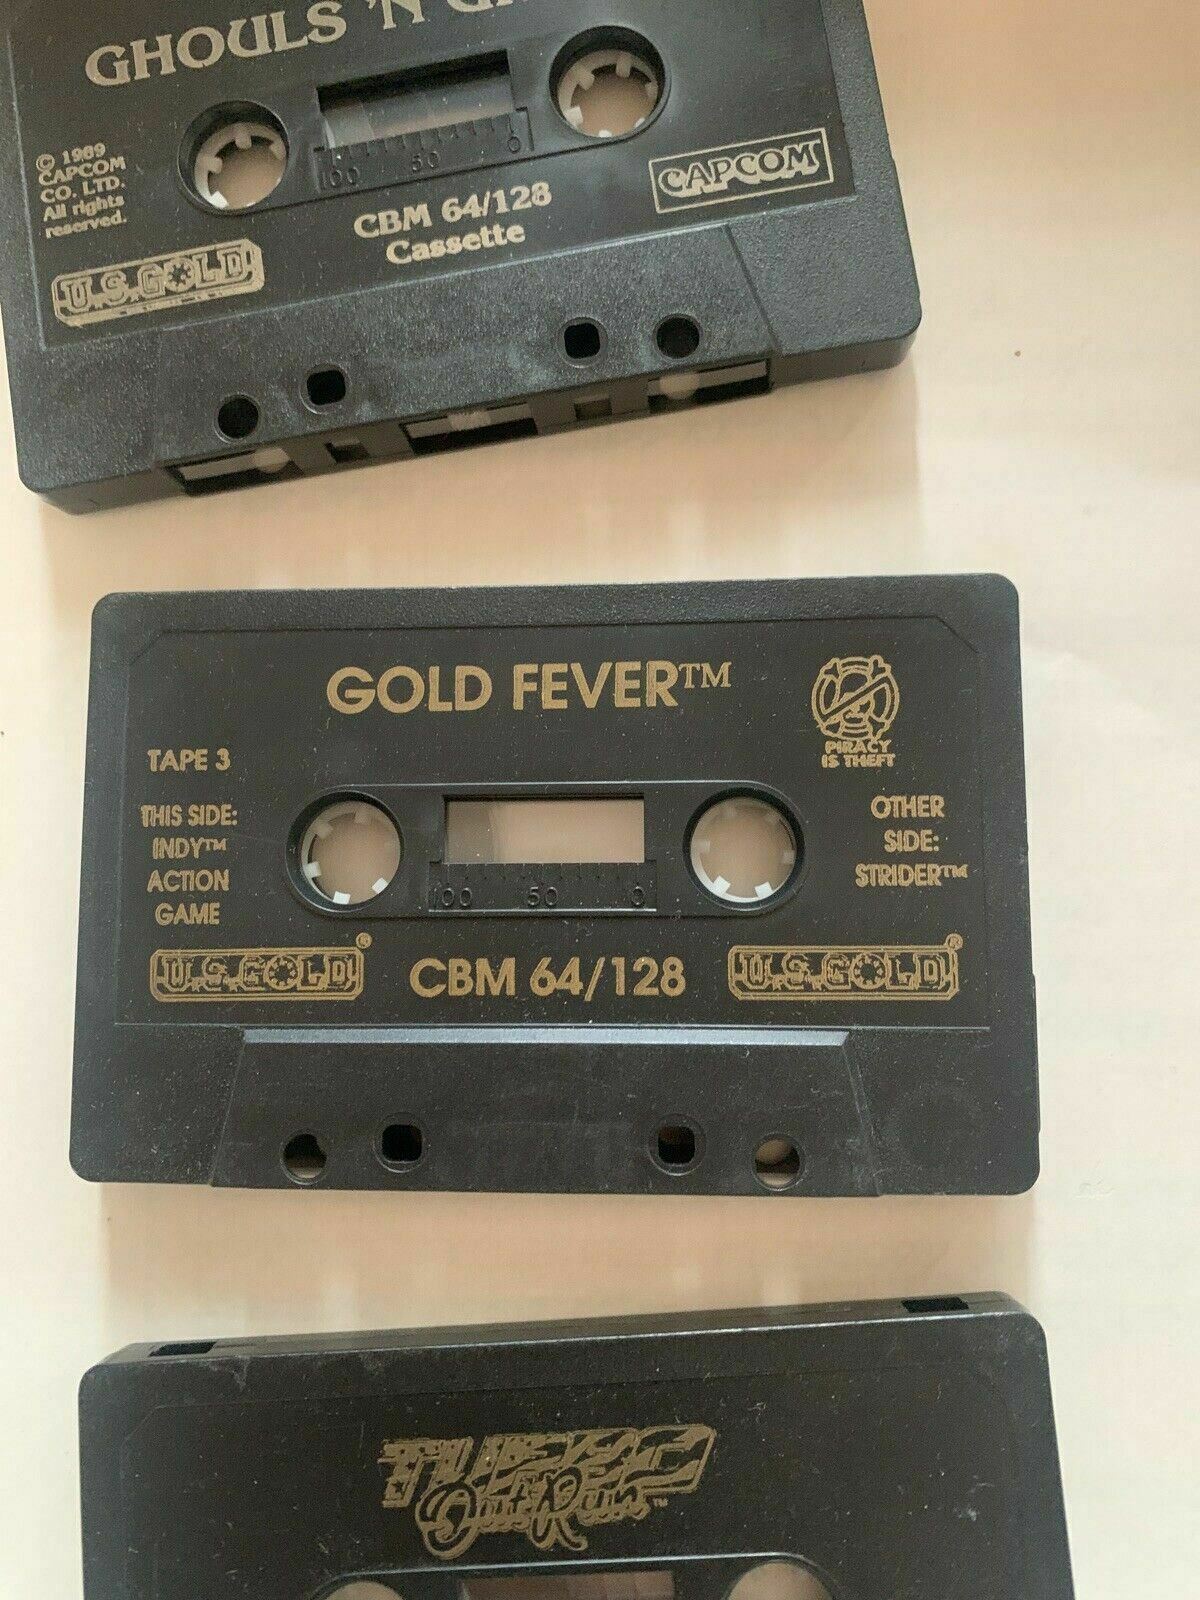 GHOULS 'N
© 1989
CAPCOM
CO. LTD.
All rights
reserved.
100 50 0
CBM 64/128
Cassette
CAPCOM
U.S. GOLD
GOLD FEVER™
PIRACY
IS THEFT
TAPE 3
THIS SIDE:
INDY™
ACTION
GAME
OTHER
SIDE:
STRIDER™
100 50 0
U.S. GOLD®
CBM 64/128
U.S. GOLD®
TURBO
OutRun™